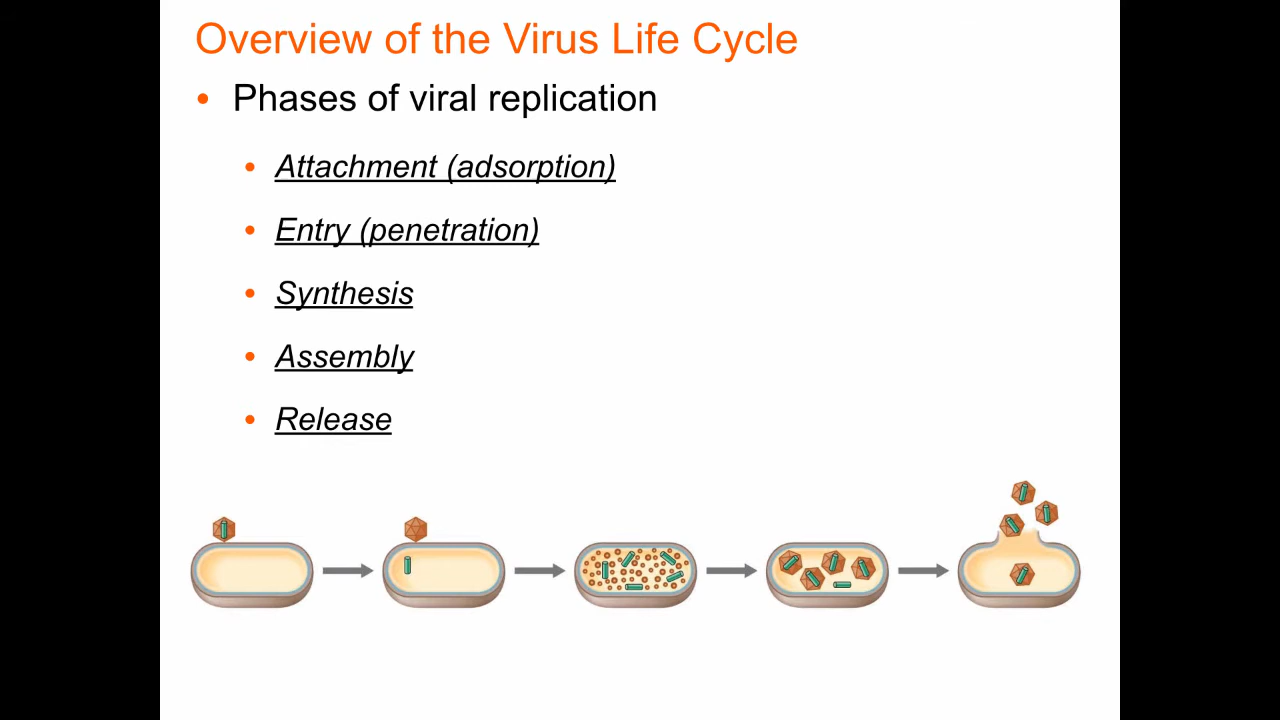 Overview of the Virus Life Cycle
• Phases of viral replication
• Attachment (adsorption)
• Entry (penetration)
• Synthesis
• Assembly
• Release